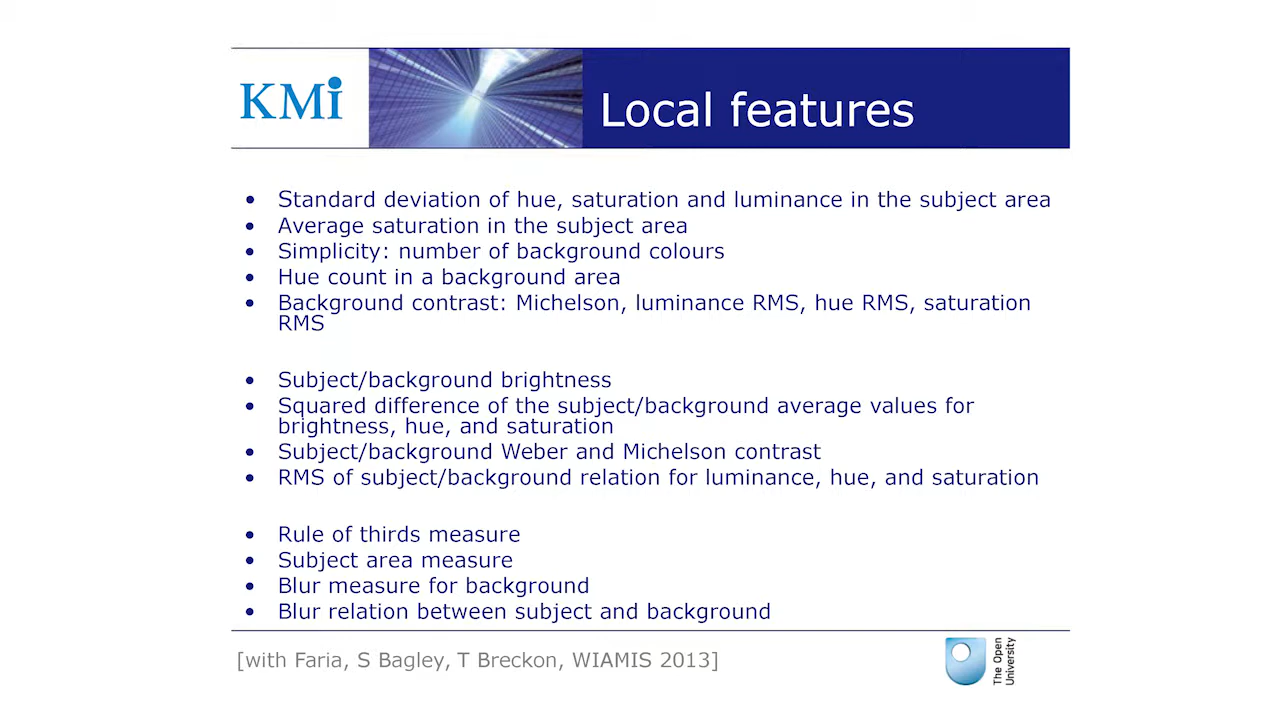 KMi
Local features
• Standard deviation of hue, saturation and luminance in the subject area
• Average saturation in the subject area
• Simplicity: number of background colours
• Hue count in a background area
• Background contrast: Michelson, luminance RMS, hue RMS, saturation
RMS
• Subject/background brightness
• Squared difference of the subject/background average values for
brightness, hue, and saturation
• Subject/background Weber and Michelson contrast
• RMS of subject/background relation for luminance, hue, and saturation
• Rule of thirds measure
• Subject area measure
• Blur measure for background
• Blur relation between subject and background
[with Faria, S Bagley, T Breckon, WIAMIS 2013]
The Open
University